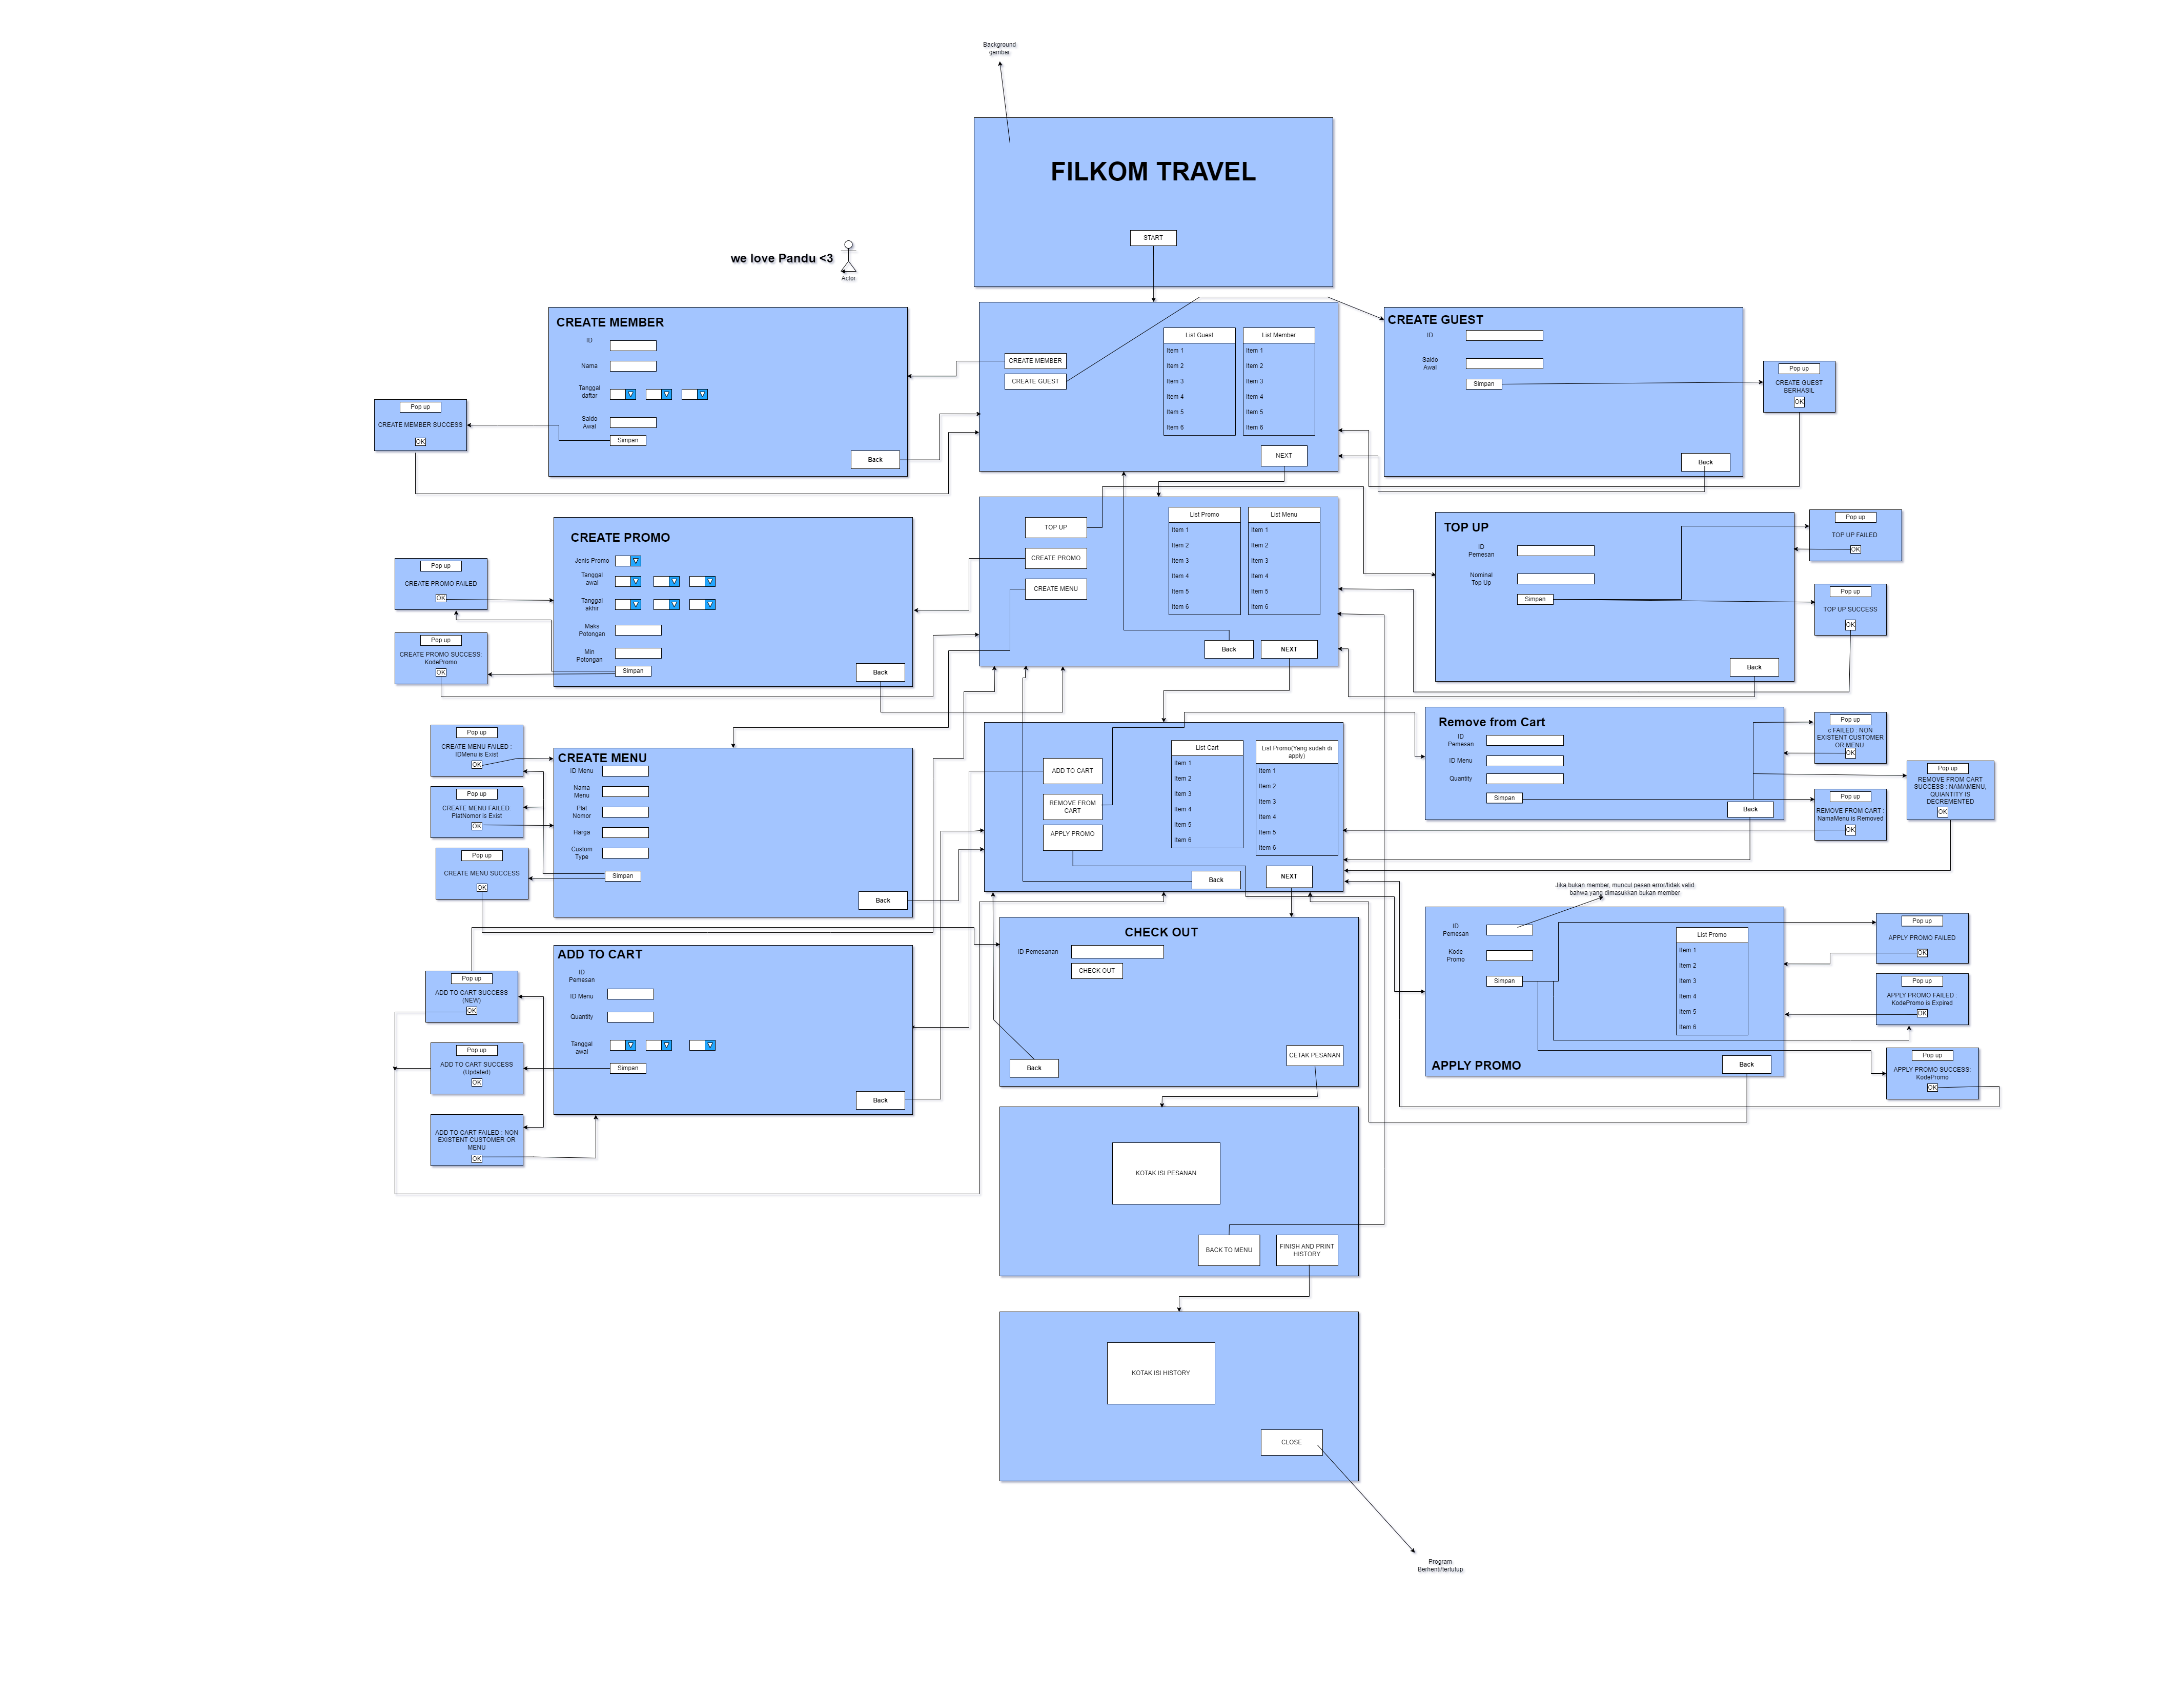 Background
gambar
FILKOM TRAVEL
START
we love Pandu <3
Actor
CREATE MEMBER
ID
Nama
Tanggal
daftar
Saldo
Awal
Simpan
Back
Pop up
CREATE MEMBER SUCCESS
OK
CREATE MEMBER
CREATE GUEST
List Guest
Item 1
Item 2
Item 3
Item 4
Item 5
Item 6
List Member
Item 1
Item 2
Item 3
Item 4
Item 5
Item 6
NEXT
CREATE GUEST
ID
Saldo
Awal
Simpan
Back
Pop up
CREATE GUEST
BERHASIL
OK
CREATE PROMO
Jenis Promo
Tanggal
awal
Tanggal
akhir
Maks
Potongan
Min
Potongan
Simpan
Back
Pop up
CREATE PROMO FAILED
OK
Pop up
CREATE PROMO SUCCESS:
KodePromo
OK
TOP UP
CREATE PROMO
CREATE MENU
List Promo
Item 1
Item 2
Item 3
Item 4
Item 5
Item 6
List Menu
Item 1
Item 2
Item 3
Item 4
Item 5
Item 6
Back
NEXT
TOP UP
ID
Pemesan
Nominal
Top Up
Simpan
Back
Pop up
TOP UP FAILED
OK
Pop up
TOP UP SUCCESS
OK
Pop up
CREATE MENU FAILED :
IDMenu is Exist
OK
Pop up
CREATE MENU FAILED:
PlatNomor is Exist
OK
Pop up
CREATE MENU SUCCESS
OK
CREATE MENU
ID Menu
Nama
Menu
Plat
Nomor
Harga
Custom
Type
Simpan
Back
ADD TO CART
REMOVE FROM
CART
APPLY PROMO
List Cart
Item 1
Item 2
Item 3
Item 4
Item 5
Item 6
List Promo(Yang sudah di
apply)
Item 1
Item 2
Item 3
Item 4
Item 5
Item 6
Back
NEXT
Remove from Cart
ID
Pemesan
ID Menu
Quantity
Simpan
Back
Pop up
c FAILED : NON
EXISTENT CUSTOMER
OR MENU
OK
Pop up
REMOVE FROM CART
SUCCESS : NAMAMENU,
QUIANTITY IS
DECREMENTED
OK
Pop up
REMOVE FROM CART :
NamaMenu is Removed
OK
Jika bukan member, muncul pesan error/tidak valid
bahwa yang dimasukkan bukan member
ID
Pemesan
Kode
Promo
Simpan
List Promo
Item 1
Item 2
Item 3
Item 4
Item 5
Item 6
APPLY PROMO
Back
Pop up
APPLY PROMO FAILED
OK
Pop up
APPLY PROMO FAILED :
KodePromo is Expired
OK
Pop up
APPLY PROMO SUCCESS:
KodePromo
OK
CHECK OUT
ID Pemesanan
CHECK OUT
Back
CETAK PESANAN
ADD TO CART
ID
Pemesan
ID Menu
Quantity
Tanggal
awal
Simpan
Back
Pop up
ADD TO CART SUCCESS
(NEW)
OK
Pop up
ADD TO CART SUCCESS
(Updated)
OK
ADD TO CART FAILED : NON
EXISTENT CUSTOMER OR
MENU
OK
KOTAK ISI PESANAN
BACK TO MENU
FINISH AND PRINT
HISTORY
KOTAK ISI HISTORY
CLOSE
Program
Berhenti/tertutup